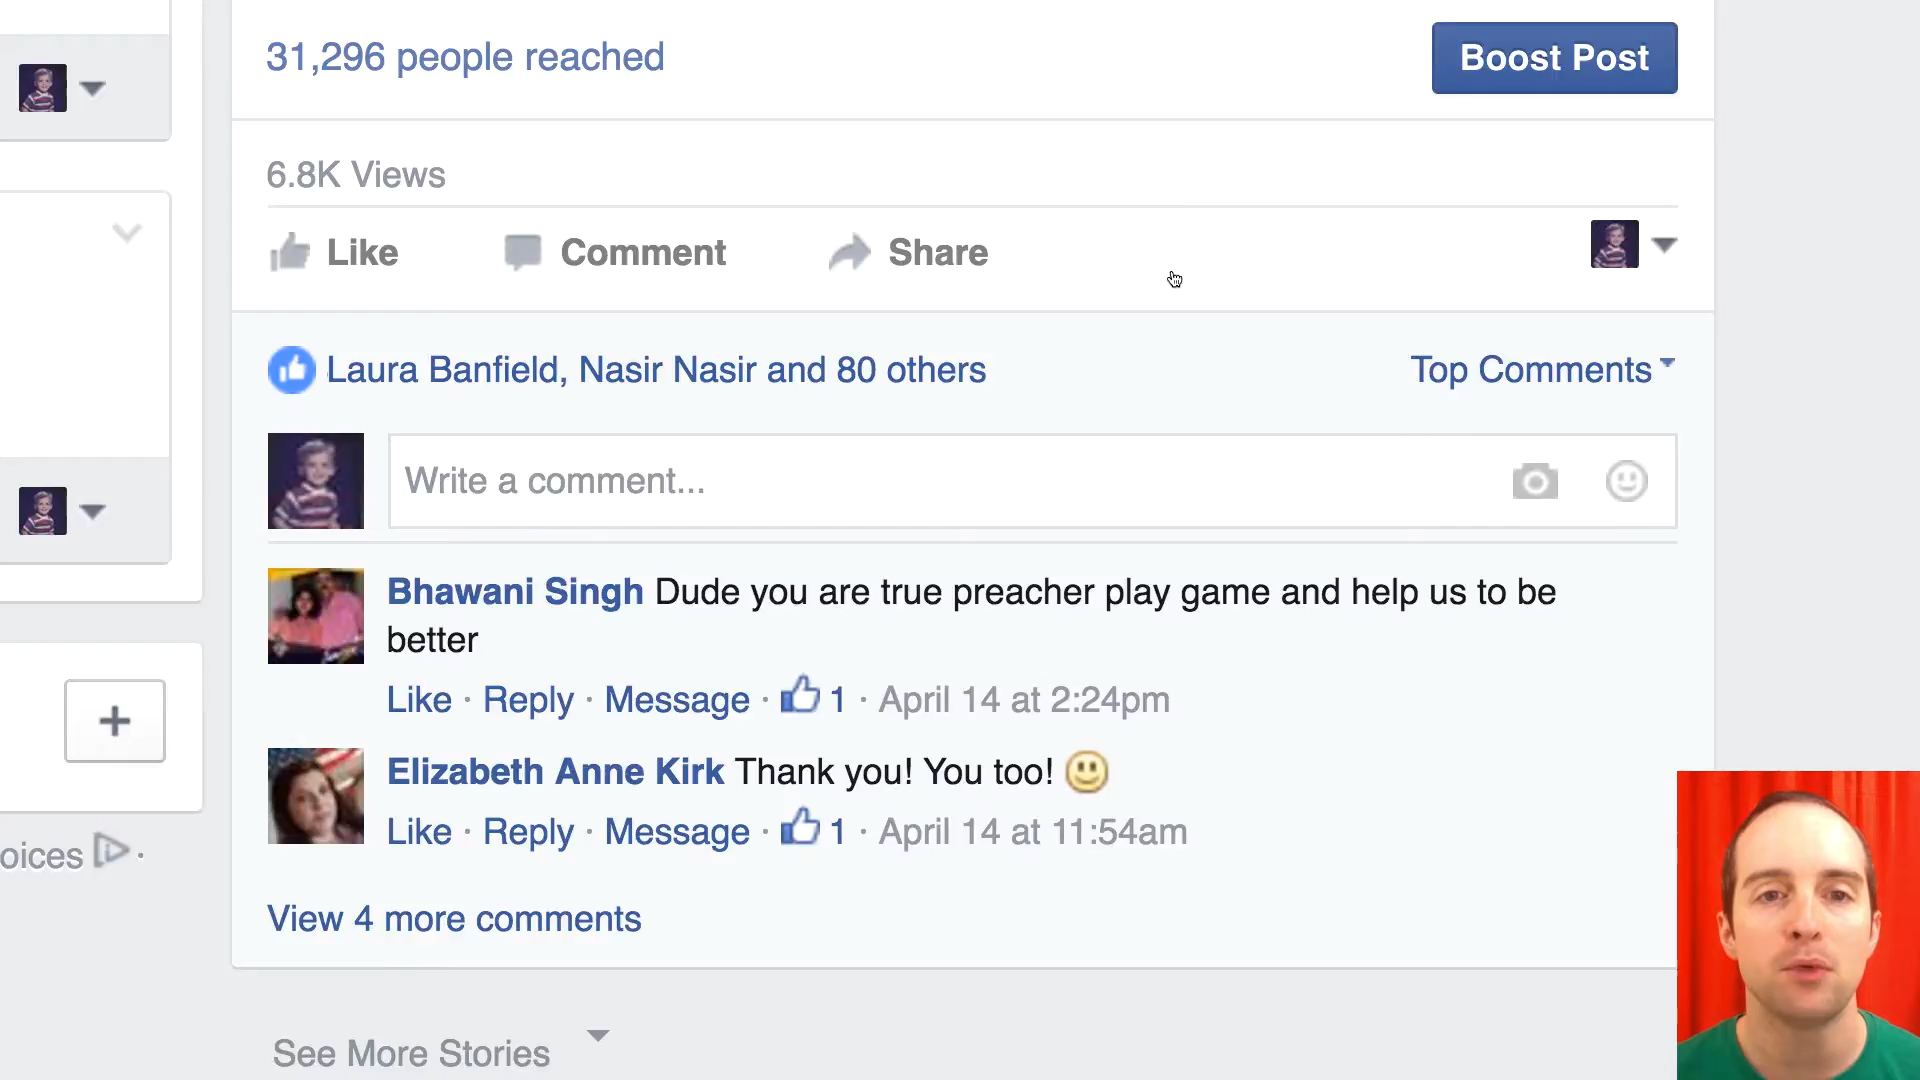 31,296 people reached
Boost Post
6.8K Views
Like
Comment
Share
Laura Banfield, Nasir Nasir and 80 others
Top Comments
Write a comment...
Bhawani Singh Dude you are true preacher play game and help us to be
better
Like · Reply · Message · 1 · April 14 at 2:24pm
Elizabeth Anne Kirk Thank you! You too!
Like · Reply · Message · 1 · April 14 at 11:54am
oices ·
View 4 more comments
See More Stories